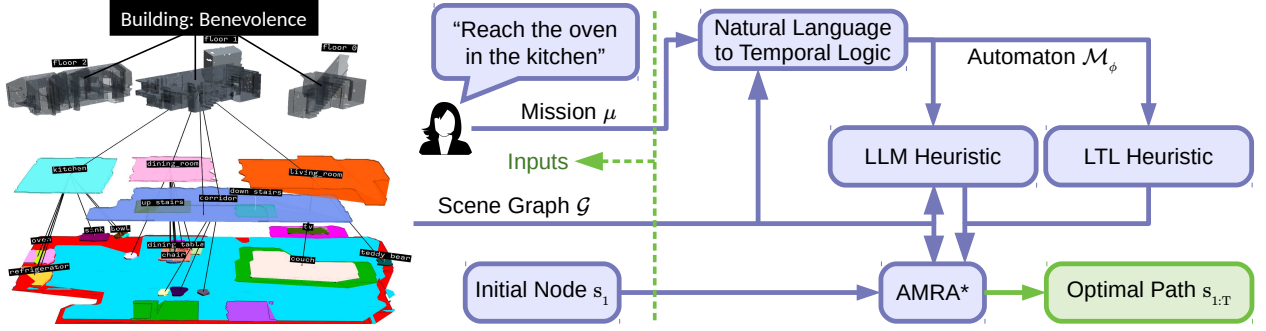 Building: Benevolence
floor 1
floor 0
floor 2
kitchen
dining_room
living_room
down stairs
up stairs
corridor
sink
bowl
tv
oven
dining table
chair
teddy bear
couch
refrigerator
“Reach the oven
in the kitchen”
Mission μ
Inputs
Scene Graph 𝒢
Initial Node s₁
Natural Language
to Temporal Logic
Automaton ℳ_ϕ
LLM Heuristic
LTL Heuristic
AMRA*
Optimal Path s₁:T